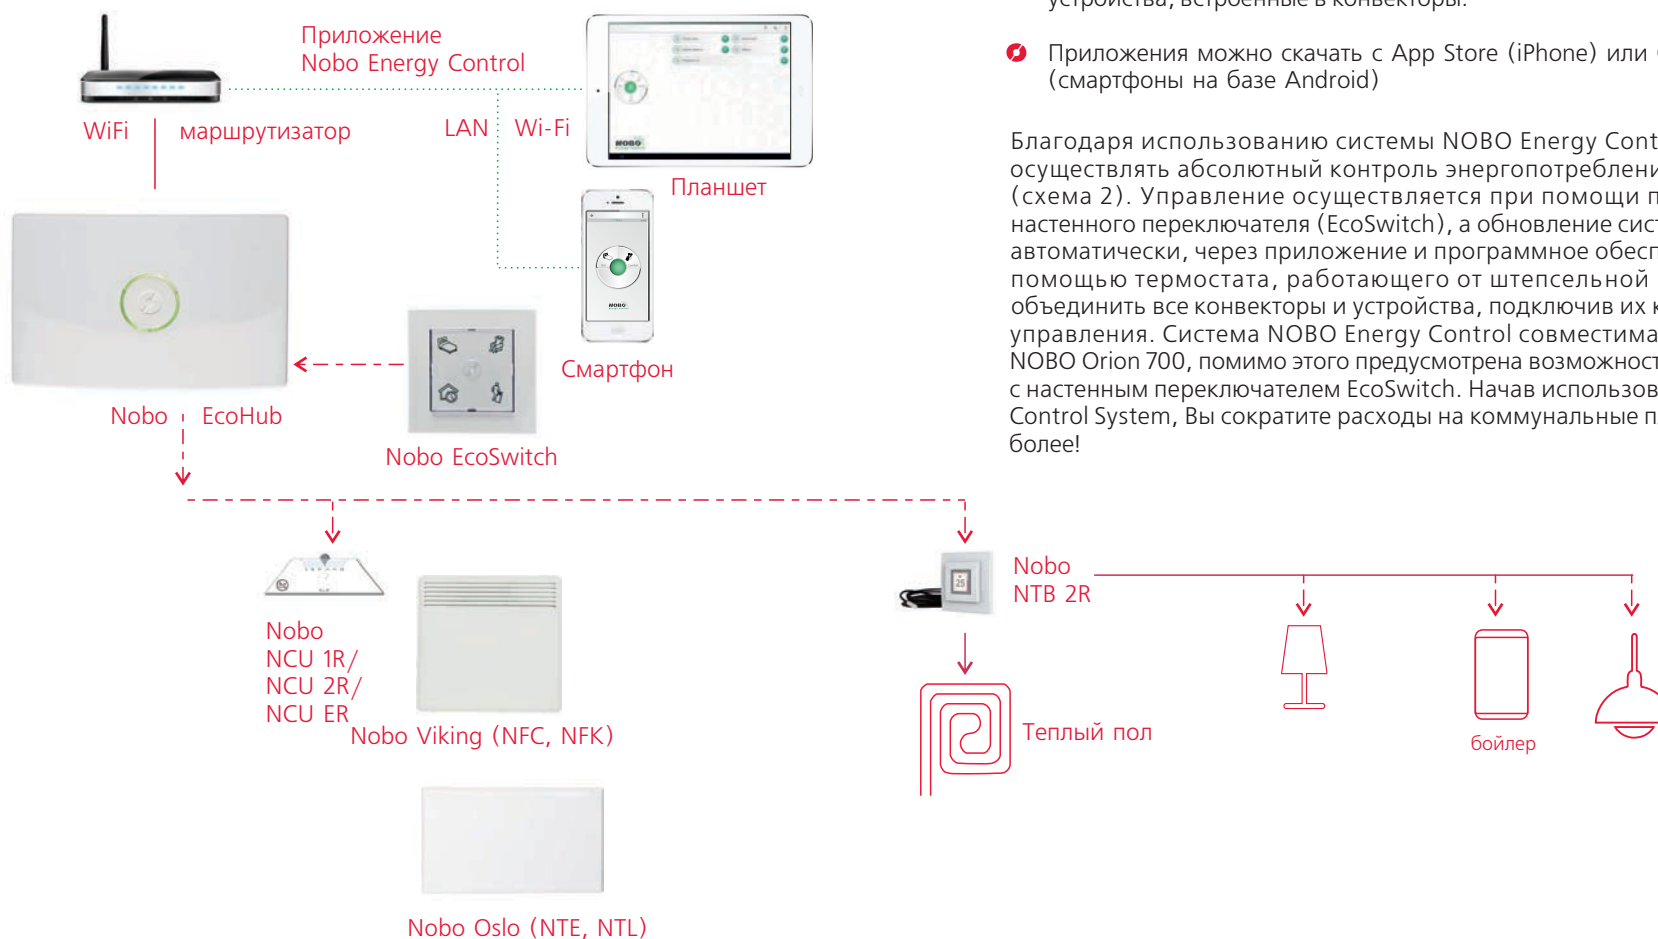 Приложение
Nobo Energy Control
WiFi маршрутизатор
LAN Wi-Fi
Планшет
NOBO
Смартфон
NOBO
Nobo EcoHub
Nobo EcoSwitch
Nobo
NCU 1R/
NCU 2R/
NCU ER
Nobo Viking (NFC, NFK)
Nobo Oslo (NTE, NTL)
25
Nobo
NTB 2R
Теплый пол
бойлер
устройства, встроенные в конвекторы.
Приложения можно скачать с App Store (iPhone) или
(смартфоны на базе Android)
Благодаря использованию системы NOBO Energy Cont
осуществлять абсолютный контроль энергопотреблени
(схема 2). Управление осуществляется при помощи п
настенного переключателя (EcoSwitch), а обновление сист
автоматически, через приложение и программное обесп
помощью термостата, работающего от штепсельной
объединить все конвекторы и устройства, подключив их к
управления. Система NOBO Energy Control совместима
NOBO Orion 700, помимо этого предусмотрена возможност
с настенным переключателем EcoSwitch. Начав использов
Control System, Вы сократите расходы на коммунальные пл
более!